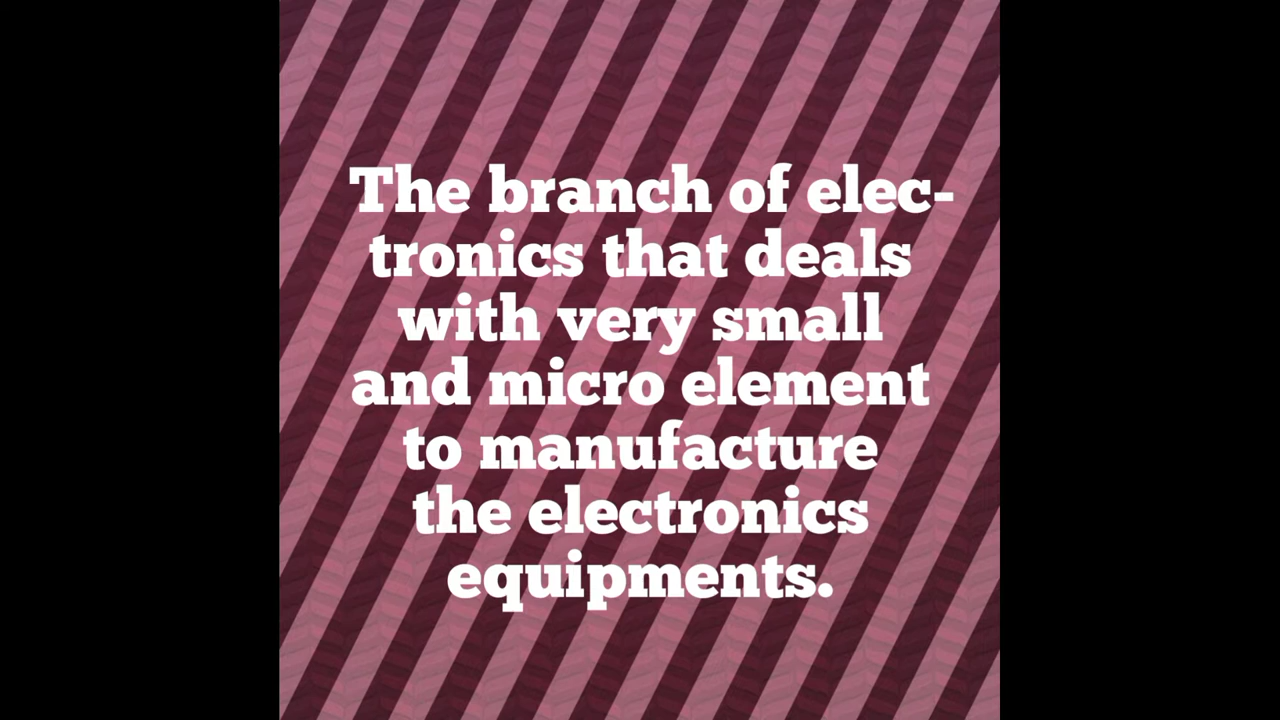 The branch of elec-
tronics that deals
with very small
and micro element
to manufacture
the electronics
equipments.